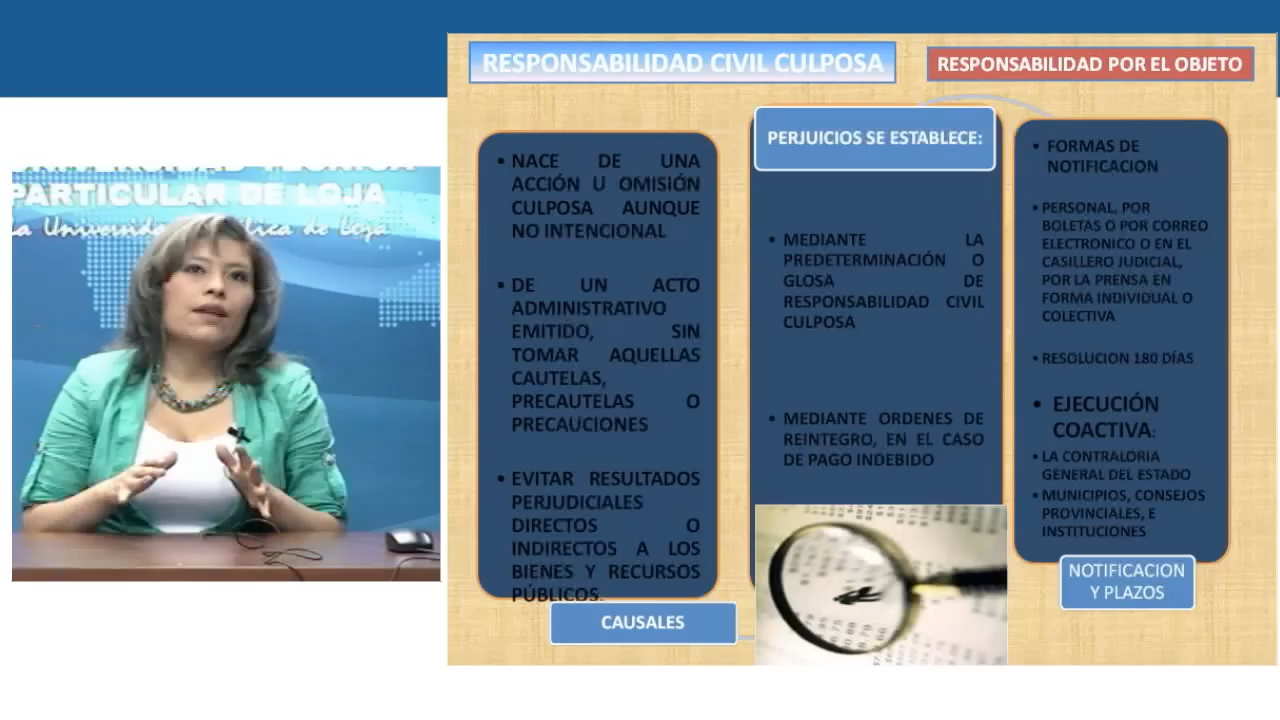 RESPONSABILIDAD CIVIL CULPOSA
RESPONSABILIDAD POR EL OBJETO
PARTICULAR DE LOJA
La Universidad Católica de Loja
• NACE DE UNA
ACCIÓN U OMISIÓN
CULPOSA AUNQUE
NO INTENCIONAL
• DE UN ACTO
ADMINISTRATIVO
EMITIDO, SIN
TOMAR AQUELLAS
CAUTELAS,
PRECAUTELAS O
PRECAUCIONES
• EVITAR RESULTADOS
PERJUDICIALES
DIRECTOS O
INDIRECTOS A LOS
BIENES Y RECURSOS
PÚBLICOS.
CAUSALES
PERJUICIOS SE ESTABLECE:
• MEDIANTE LA
PREDETERMINACIÓN O
GLOSA DE
RESPONSABILIDAD CIVIL
CULPOSA
• MEDIANTE ORDENES DE
REINTEGRO, EN EL CASO
DE PAGO INDEBIDO
• FORMAS DE
NOTIFICACION
• PERSONAL, POR
BOLETAS O POR CORREO
ELECTRONICO O EN EL
CASILLERO JUDICIAL,
POR LA PRENSA EN
FORMA INDIVIDUAL O
COLECTIVA
• RESOLUCION 180 DÍAS
• EJECUCIÓN
COACTIVA:
• LA CONTRALORIA
GENERAL DEL ESTADO
• MUNICIPIOS, CONSEJOS
PROVINCIALES, E
INSTITUCIONES
NOTIFICACION
Y PLAZOS